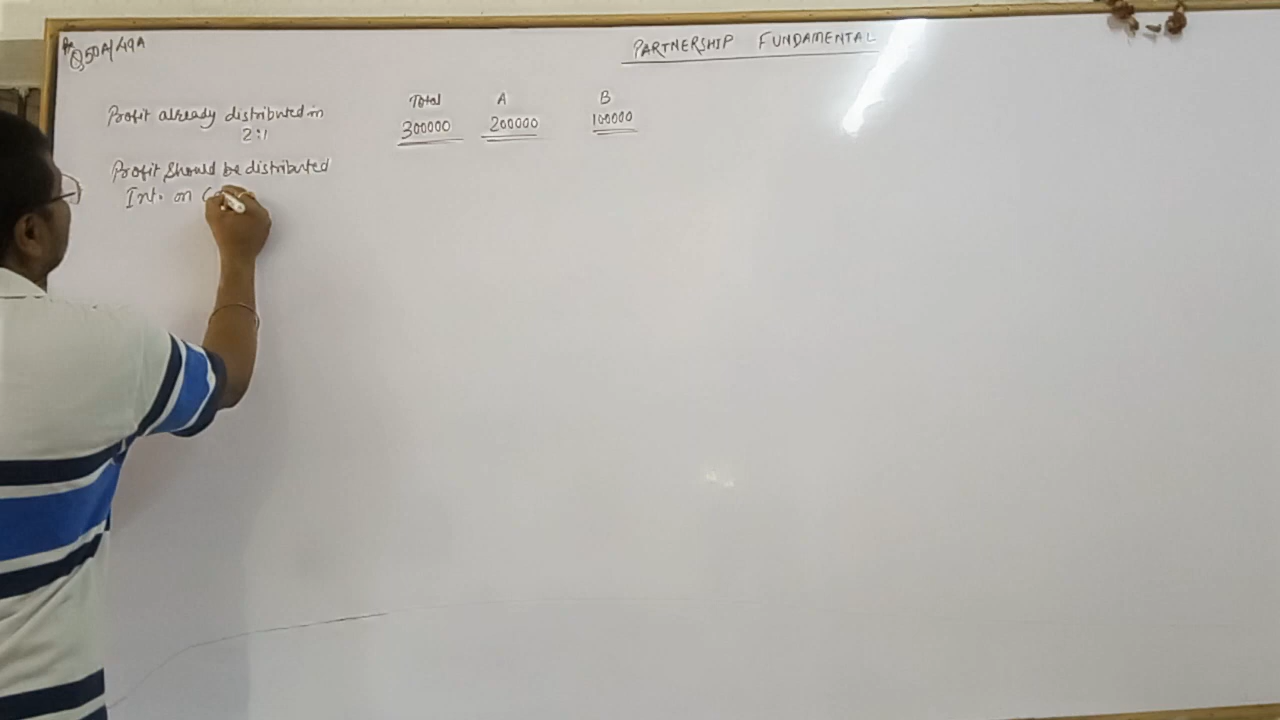 Q50A/49A
PARTNERSHIP FUNDAMENTAL
Total A B
Profit already distributed in 300000 200000 100000
2:1
Profit Should be distributed
Int. on